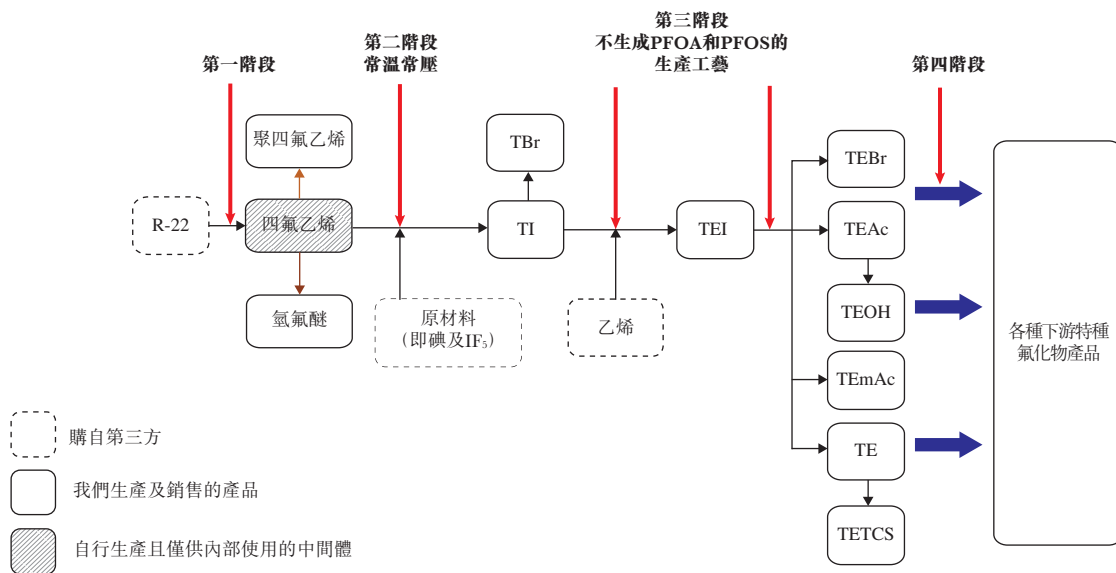 第一階段
第二階段
常溫常壓
第三階段
不生成PFOA和PFOS的
生產工藝
第四階段
聚四氟乙烯
TBr
TEBr
R-22
四氟乙烯
TI
TEI
TEAc
氫氟醚
原材料
(即碘及IF₅)
乙烯
TEOH
各種下游特種
氟化物產品
TEmAc
TE
TETCS
購自第三方
我們生產及銷售的產品
自行生產且僅供內部使用的中間體